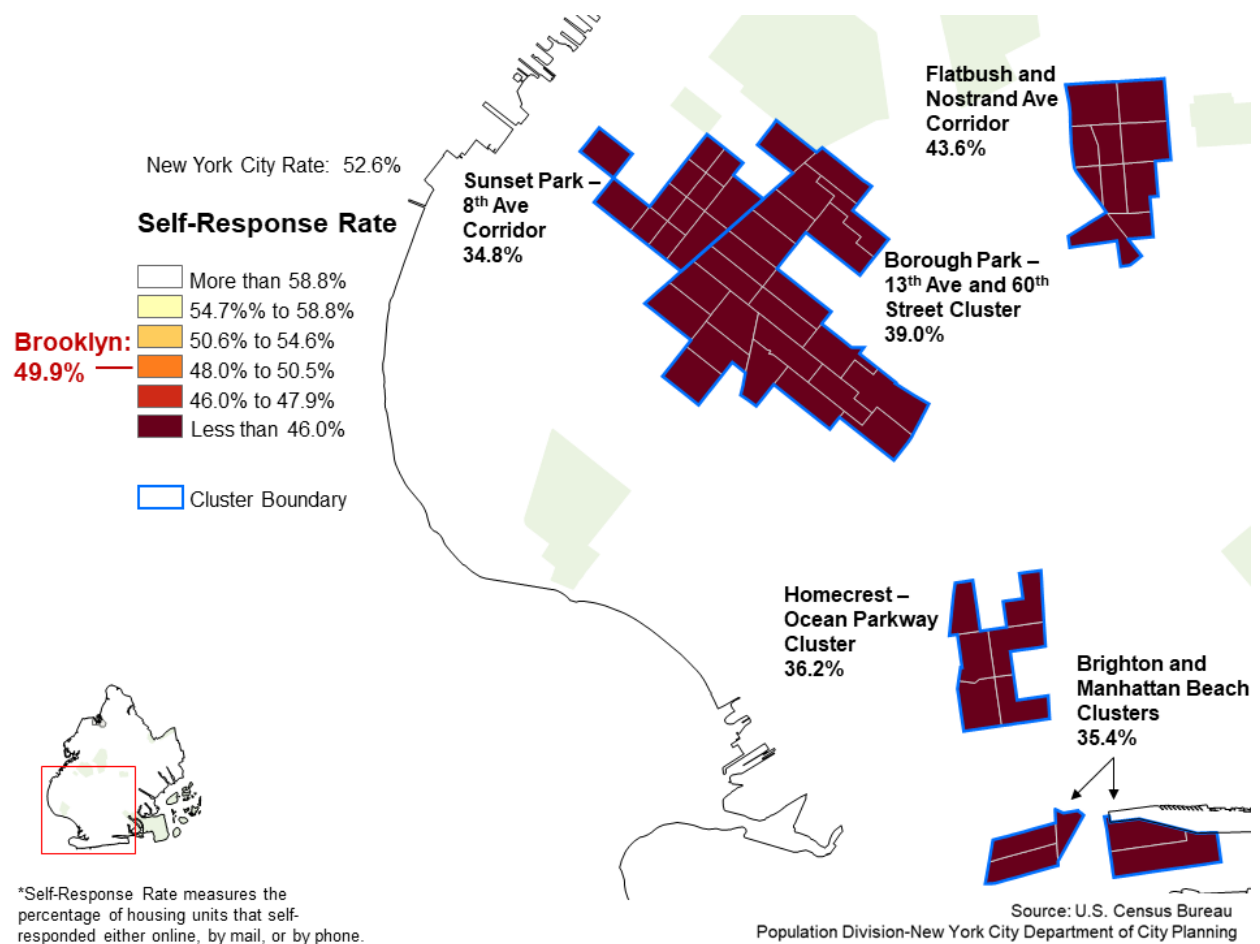 New York City Rate: 52.6%
Self-Response Rate
More than 58.8%
54.7%% to 58.8%
50.6% to 54.6%
48.0% to 50.5%
46.0% to 47.9%
Less than 46.0%
Cluster Boundary
Brooklyn:
49.9%
Sunset Park –
8th Ave
Corridor
34.8%
Flatbush and
Nostrand Ave
Corridor
43.6%
Borough Park –
13th Ave and 60th
Street Cluster
39.0%
Homecrest –
Ocean Parkway
Cluster
36.2%
Brighton and
Manhattan Beach
Clusters
35.4%
*Self-Response Rate measures the
percentage of housing units that self-
responded either online, by mail, or by phone.
Source: U.S. Census Bureau
Population Division-New York City Department of City Planning